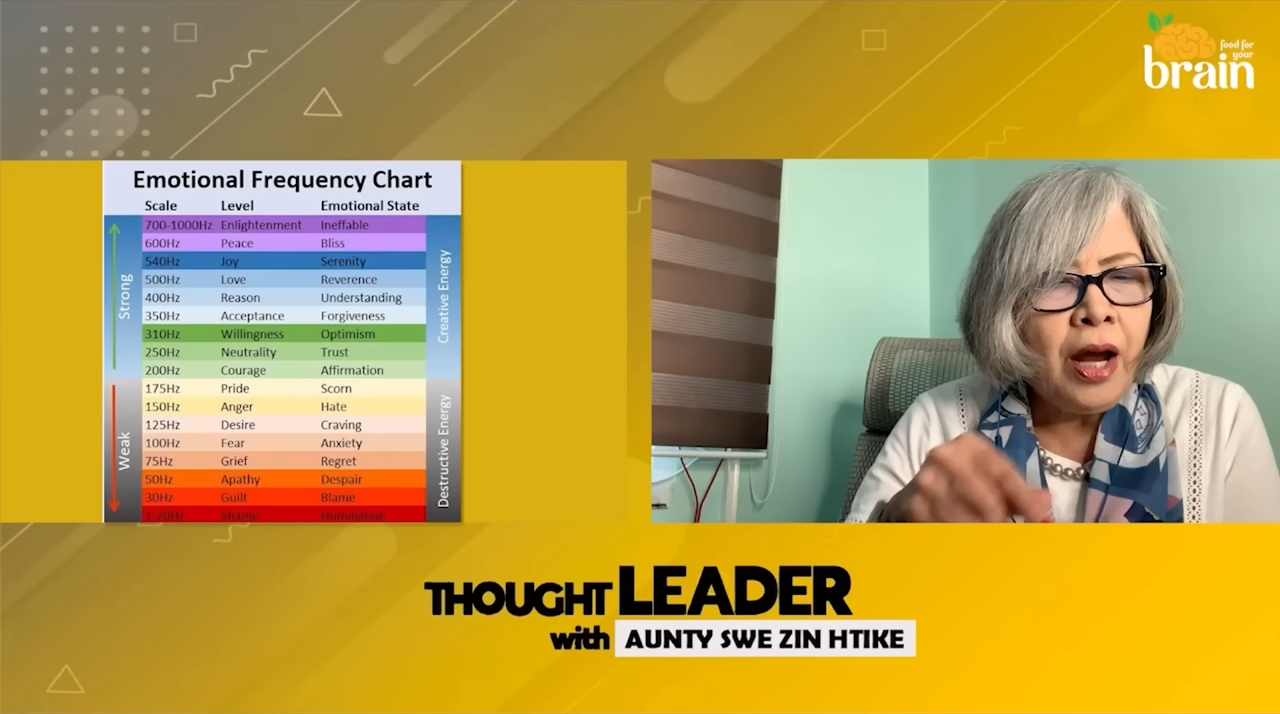 food for
your
brain
Emotional Frequency Chart
Scale Level Emotional State
700-1000Hz Enlightenment Ineffable
600Hz Peace Bliss
540Hz Joy Serenity
500Hz Love Reverence
400Hz Reason Understanding
350Hz Acceptance Forgiveness
310Hz Willingness Optimism
250Hz Neutrality Trust
200Hz Courage Affirmation
175Hz Pride Scorn
150Hz Anger Hate
125Hz Desire Craving
100Hz Fear Anxiety
75Hz Grief Regret
50Hz Apathy Despair
30Hz Guilt Blame
1-20Hz Shame Humiliation
Strong
Weak
Creative Energy
Destructive Energy
THOUGHT LEADER
with AUNTY SWE ZIN HTIKE